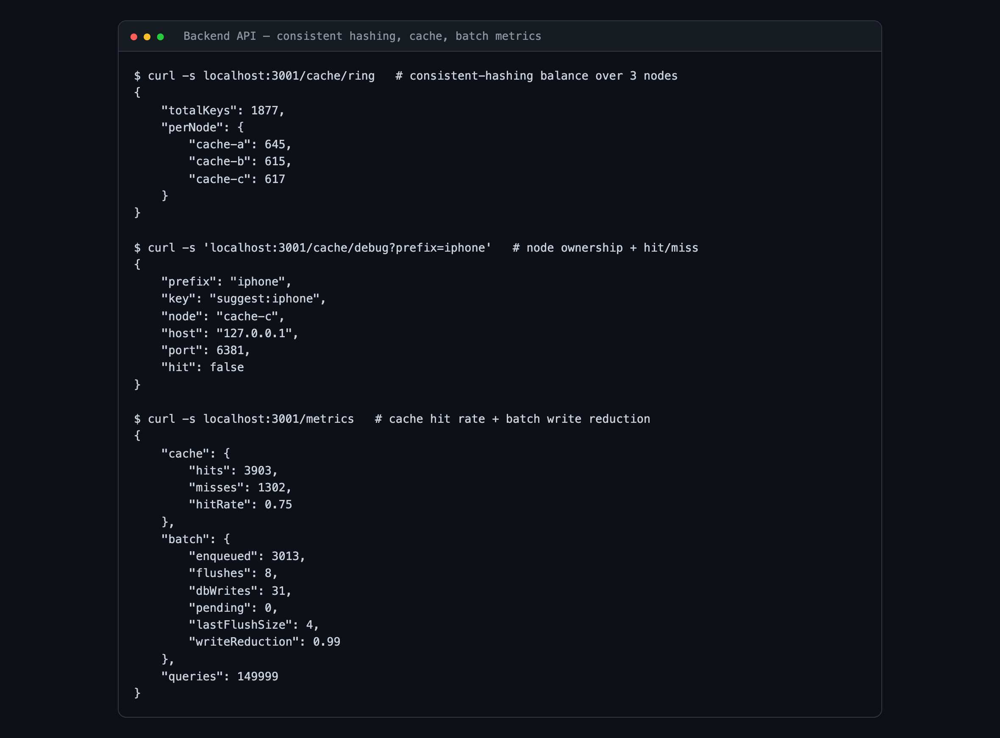 Backend API — consistent hashing, cache, batch metrics
$ curl -s localhost:3001/cache/ring   # consistent-hashing balance over 3 nodes
{
    "totalKeys": 1877,
    "perNode": {
        "cache-a": 645,
        "cache-b": 615,
        "cache-c": 617
    }
}
$ curl -s 'localhost:3001/cache/debug?prefix=iphone'   # node ownership + hit/miss
{
    "prefix": "iphone",
    "key": "suggest:iphone",
    "node": "cache-c",
    "host": "127.0.0.1",
    "port": 6381,
    "hit": false
}
$ curl -s localhost:3001/metrics   # cache hit rate + batch write reduction
{
    "cache": {
        "hits": 3903,
        "misses": 1302,
        "hitRate": 0.75
    },
    "batch": {
        "enqueued": 3013,
        "flushes": 8,
        "dbWrites": 31,
        "pending": 0,
        "lastFlushSize": 4,
        "writeReduction": 0.99
    },
    "queries": 149999
}